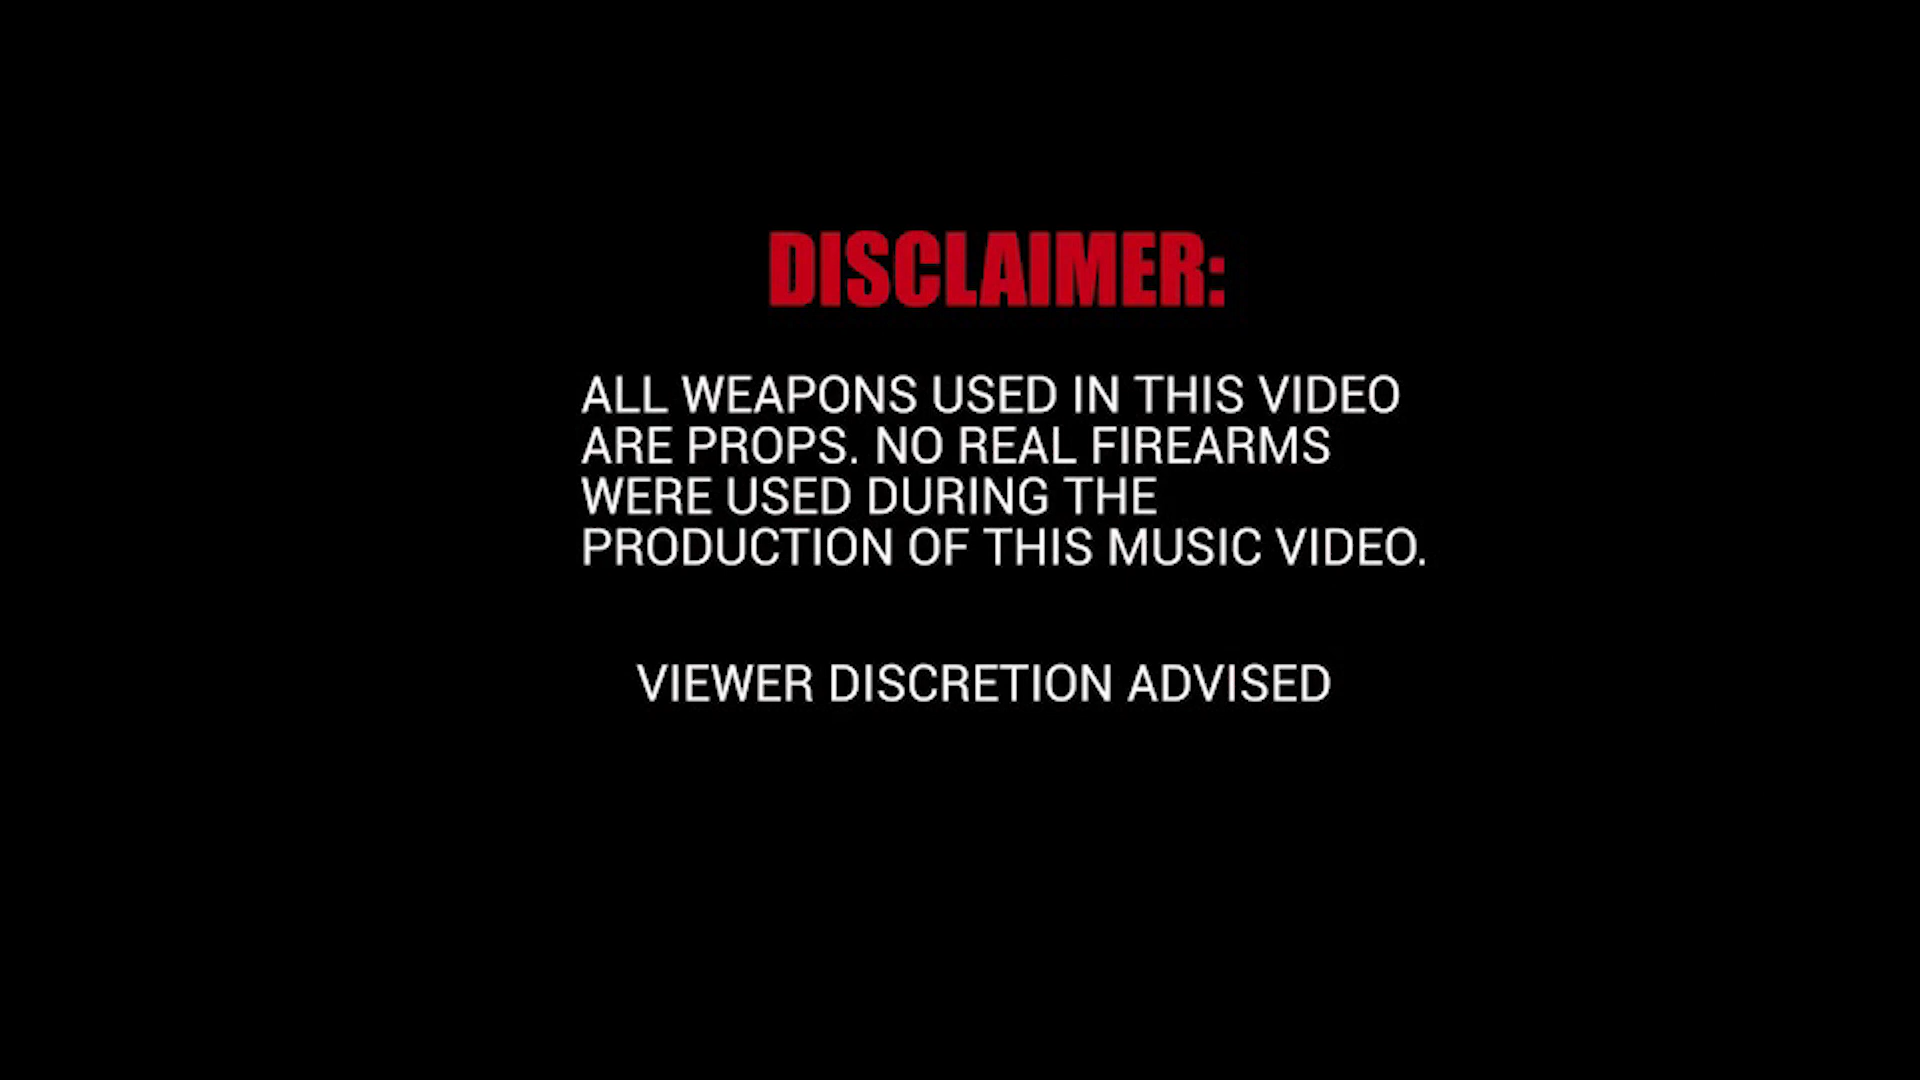 DISCLAIMER:
ALL WEAPONS USED IN THIS VIDEO
ARE PROPS. NO REAL FIREARMS
WERE USED DURING THE
PRODUCTION OF THIS MUSIC VIDEO.
VIEWER DISCRETION ADVISED